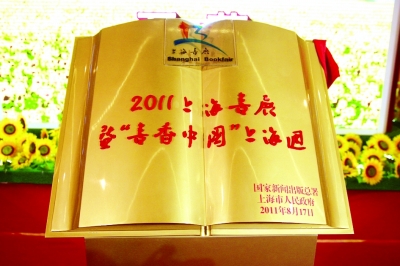 上海书展
Shanghai Bookfair
2011上海书展
暨“书香中国”上海周
国家新闻出版总署
上海市人民政府
2011年8月17日